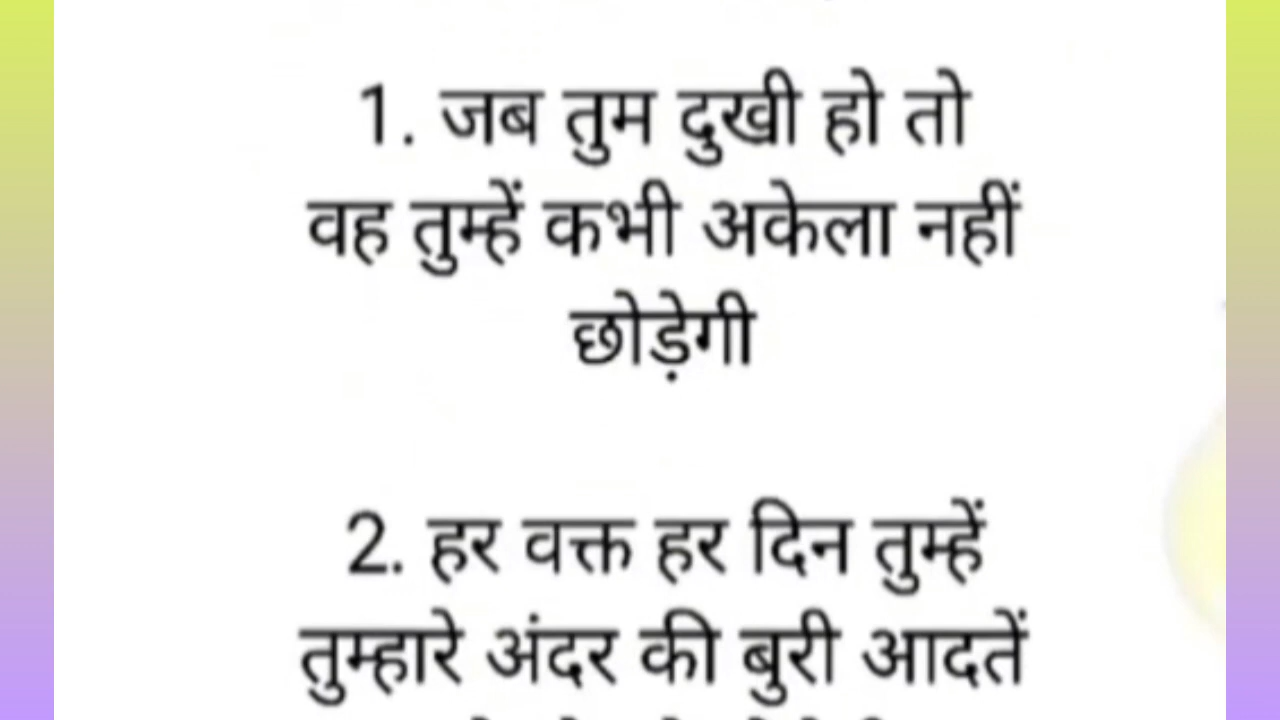 1. जब तुम दुखी हो तो
वह तुम्हें कभी अकेला नहीं
छोड़ेगी
2. हर वक्त हर दिन तुम्हें
तुम्हारे अंदर की बुरी आदतें